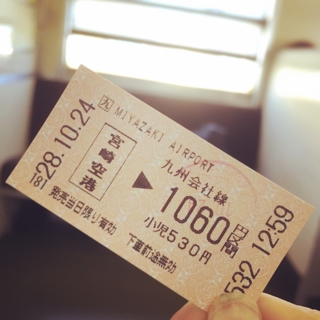 九 MIYAZAKI AIRPORT
九州会社線
宮崎空港 ▶ 1060円区間
小児530円
28.10.24
181
発売当日限り有効
下車前途無効
532 12:59